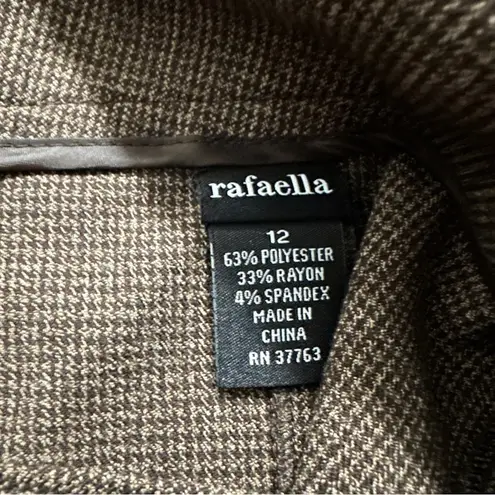 rafaella
12
63% POLYESTER
33% RAYON
4% SPANDEX
MADE IN
CHINA
RN 37763